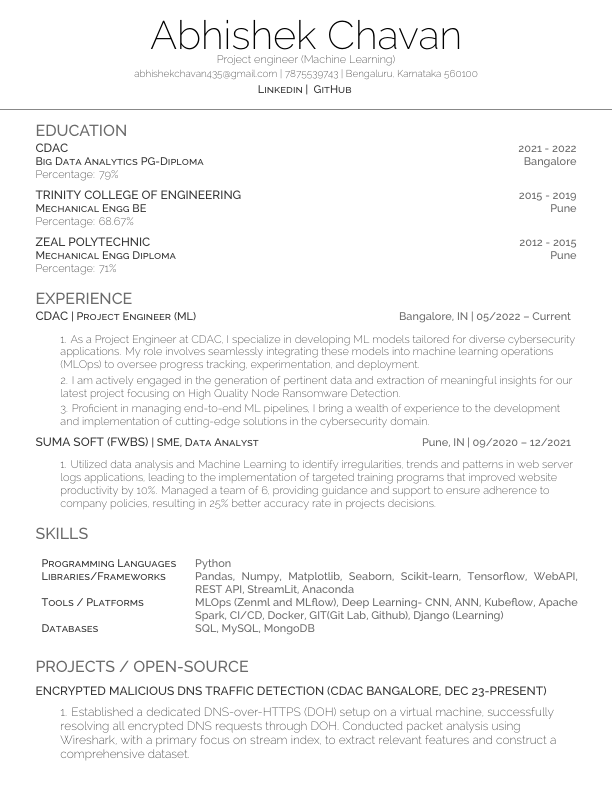 Abhishek Chavan
Project engineer (Machine Learning)
abhishekchavan435@gmail.com | 7875539743 | Bengaluru, Karnataka 560100
LinkedIn | GitHub
EDUCATION
CDAC 2021 - 2022
Big Data Analytics PG-Diploma Bangalore
Percentage: 79%
TRINITY COLLEGE OF ENGINEERING 2015 - 2019
Mechanical Engg BE Pune
Percentage: 68.67%
ZEAL POLYTECHNIC 2012 - 2015
Mechanical Engg Diploma Pune
Percentage: 71%
EXPERIENCE
CDAC | Project Engineer (ML) Bangalore, IN | 05/2022 – Current
1. As a Project Engineer at CDAC, I specialize in developing ML models tailored for diverse cybersecurity
applications. My role involves seamlessly integrating these models into machine learning operations
(MLOps) to oversee progress tracking, experimentation, and deployment.
2. I am actively engaged in the generation of pertinent data and extraction of meaningful insights for our
latest project focusing on High Quality Node Ransomware Detection.
3. Proficient in managing end-to-end ML pipelines, I bring a wealth of experience to the development
and implementation of cutting-edge solutions in the cybersecurity domain.
SUMA SOFT (FWBS) | SME, Data Analyst Pune, IN | 09/2020 – 12/2021
1. Utilized data analysis and Machine Learning to identify irregularities, trends and patterns in web server
logs applications, leading to the implementation of targeted training programs that improved website
productivity by 10%. Managed a team of 6, providing guidance and support to ensure adherence to
company policies, resulting in 25% better accuracy rate in projects decisions.
SKILLS
Programming Languages Python
Libraries/Frameworks Pandas, Numpy, Matplotlib, Seaborn, Scikit-learn, Tensorflow, WebAPI,
REST API, StreamLit, Anaconda
Tools / Platforms MLOps (Zenml and MLflow), Deep Learning- CNN, ANN, Kubeflow, Apache
Spark, CI/CD, Docker, GIT(Git Lab, Github), Django (Learning)
Databases SQL, MySQL, MongoDB
PROJECTS / OPEN-SOURCE
ENCRYPTED MALICIOUS DNS TRAFFIC DETECTION (CDAC BANGALORE, DEC 23-PRESENT)
1. Established a dedicated DNS-over-HTTPS (DOH) setup on a virtual machine, successfully
resolving all encrypted DNS requests through DOH. Conducted packet analysis using
Wireshark, with a primary focus on stream index, to extract relevant features and construct a
comprehensive dataset.